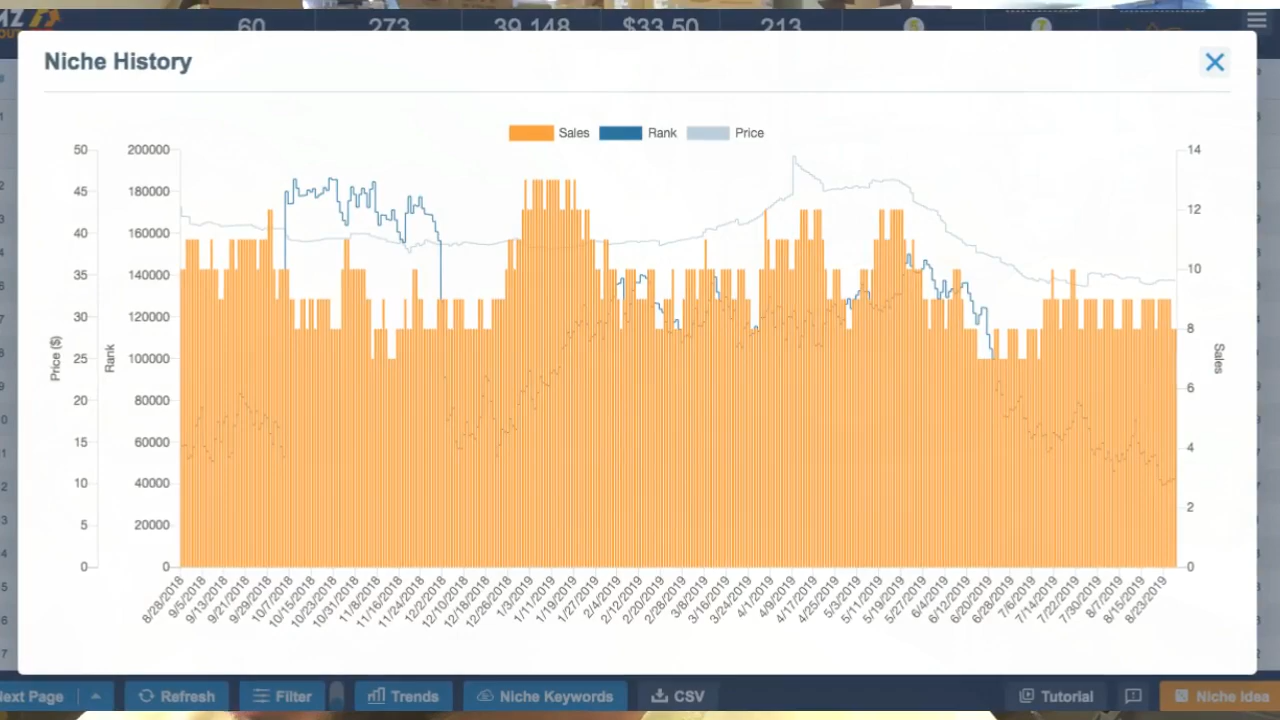 MZ
OUT
60 273 39,148 $33.50 213 5 7
Niche History
Sales Rank Price
50 200000 14
45 180000
12
40 160000
35 140000 10
30 120000
8
25 100000
Price ($) Rank Sales
6
20 80000
15 60000 4
10 40000
2
5 20000
0 0 0
8/28/2018 9/5/2018 9/13/2018 9/21/2018 9/29/2018 10/7/2018 10/15/2018 10/23/2018 10/31/2018 11/8/2018 11/16/2018 11/24/2018 12/2/2018 12/10/2018 12/18/2018 12/26/2018 1/3/2019 1/11/2019 1/19/2019 1/27/2019 2/4/2019 2/12/2019 2/20/2019 2/28/2019 3/8/2019 3/16/2019 3/24/2019 4/1/2019 4/9/2019 4/17/2019 4/25/2019 5/3/2019 5/11/2019 5/19/2019 5/27/2019 6/4/2019 6/12/2019 6/20/2019 6/28/2019 7/6/2019 7/14/2019 7/22/2019 7/30/2019 8/7/2019 8/15/2019 8/23/2019
ext Page Refresh Filter Trends Niche Keywords CSV Tutorial Niche Idea